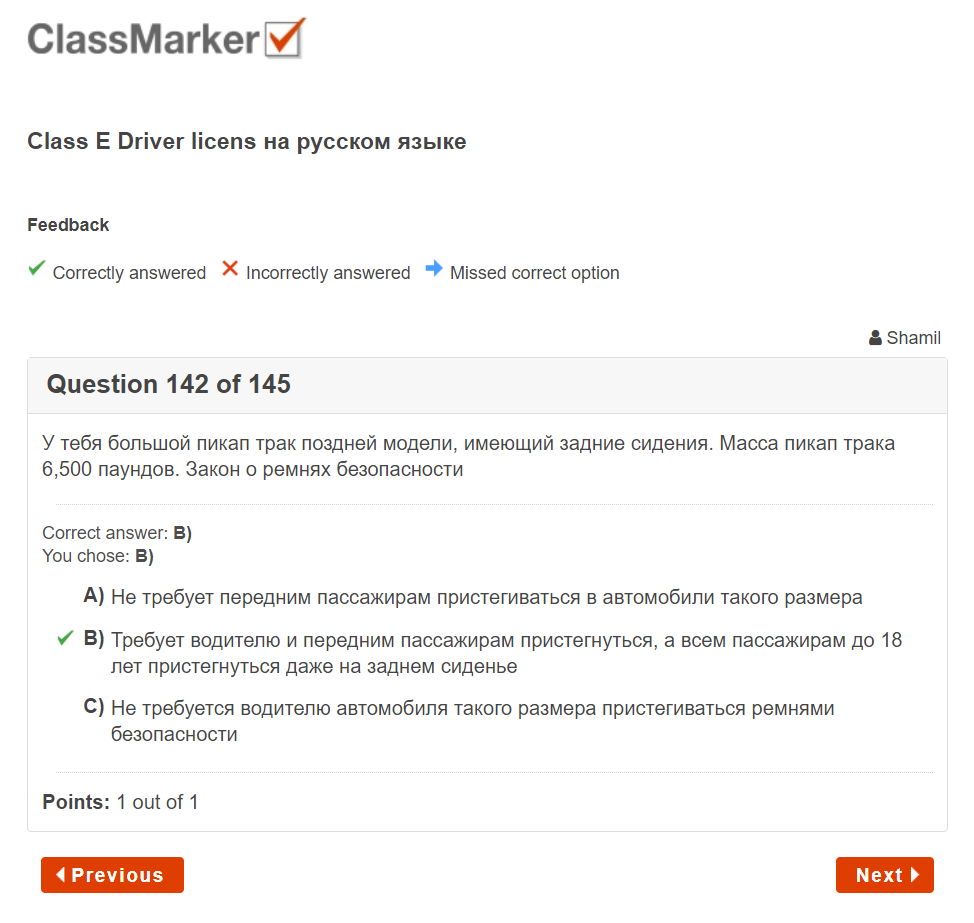 ClassMarker
Class E Driver licens на русском языке
Feedback
Correctly answered Incorrectly answered Missed correct option
Shamil
Question 142 of 145
У тебя большой пикап трак поздней модели, имеющий задние сидения. Масса пикап трака
6,500 паундов. Закон о ремнях безопасности
Correct answer: B)
You chose: B)
A) Не требует передним пассажирам пристегиваться в автомобили такого размера
B) Требует водителю и передним пассажирам пристегнуться, а всем пассажирам до 18
лет пристегнуться даже на заднем сиденье
C) Не требуется водителю автомобиля такого размера пристегиваться ремнями
безопасности
Points: 1 out of 1
Previous Next